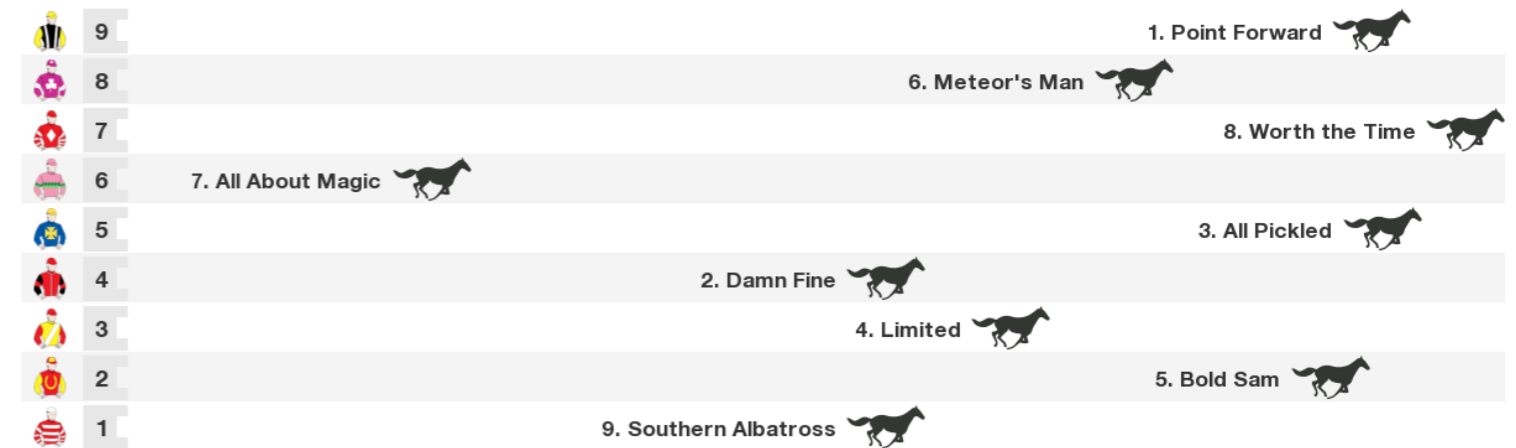 9 1. Point Forward
8 6. Meteor's Man
7 8. Worth the Time
6 7. All About Magic
5 3. All Pickled
4 2. Damn Fine
3 4. Limited
2 5. Bold Sam
1 9. Southern Albatross